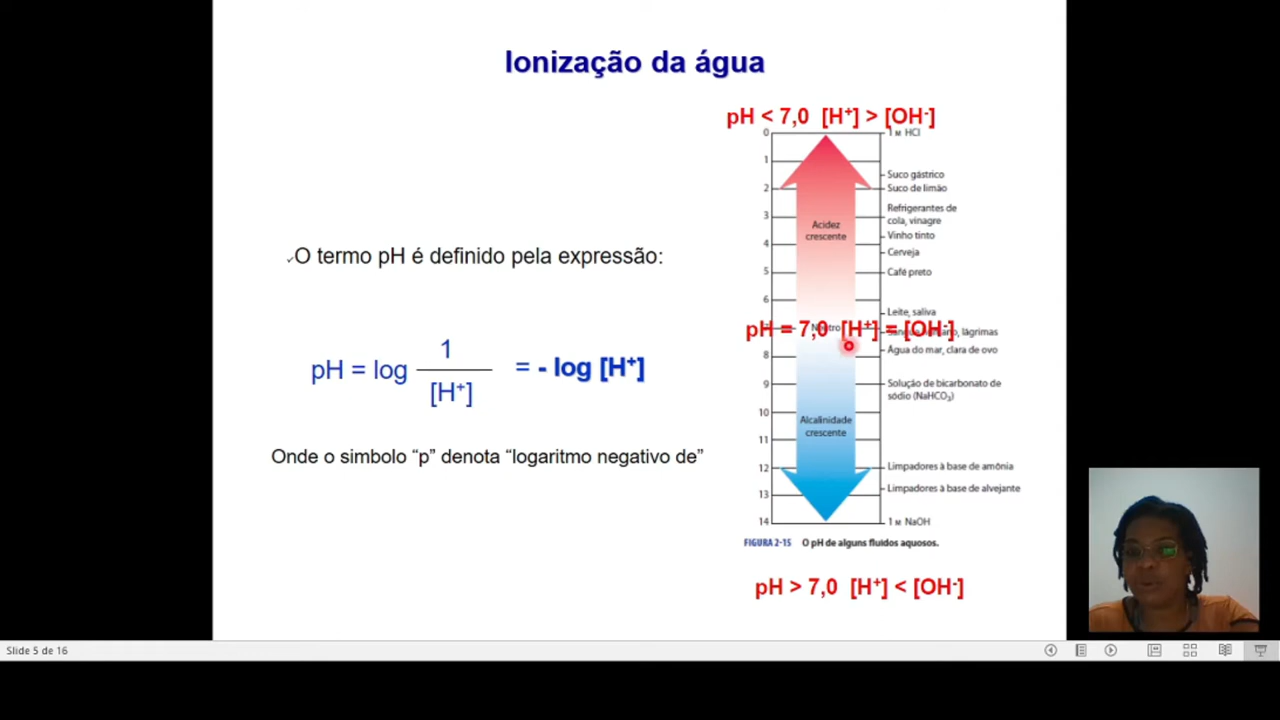 Ionização da água
✓O termo pH é definido pela expressão:
pH = log 1 / [H+] = - log [H+]
Onde o simbolo “p” denota “logaritmo negativo de”
pH < 7,0 [H+] > [OH-]
0
1
2
3
4
5
6
8
9
10
11
12
13
14
Acidez
crescente
pH = 7,0 [H+] = [OH-]
Alcalinidade
crescente
1 M HCl
Suco gástrico
Suco de limão
Refrigerantes de
cola, vinagre
Vinho tinto
Cerveja
Café preto
Leite, saliva
lágrimas
Água do mar, clara de ovo
Solução de bicarbonato de
sódio (NaHCO3)
Limpadores à base de amônia
Limpadores à base de alvejante
1 M NaOH
FIGURA 2-15 O pH de alguns fluidos aquosos.
pH > 7,0 [H+] < [OH-]
Slide 5 de 16